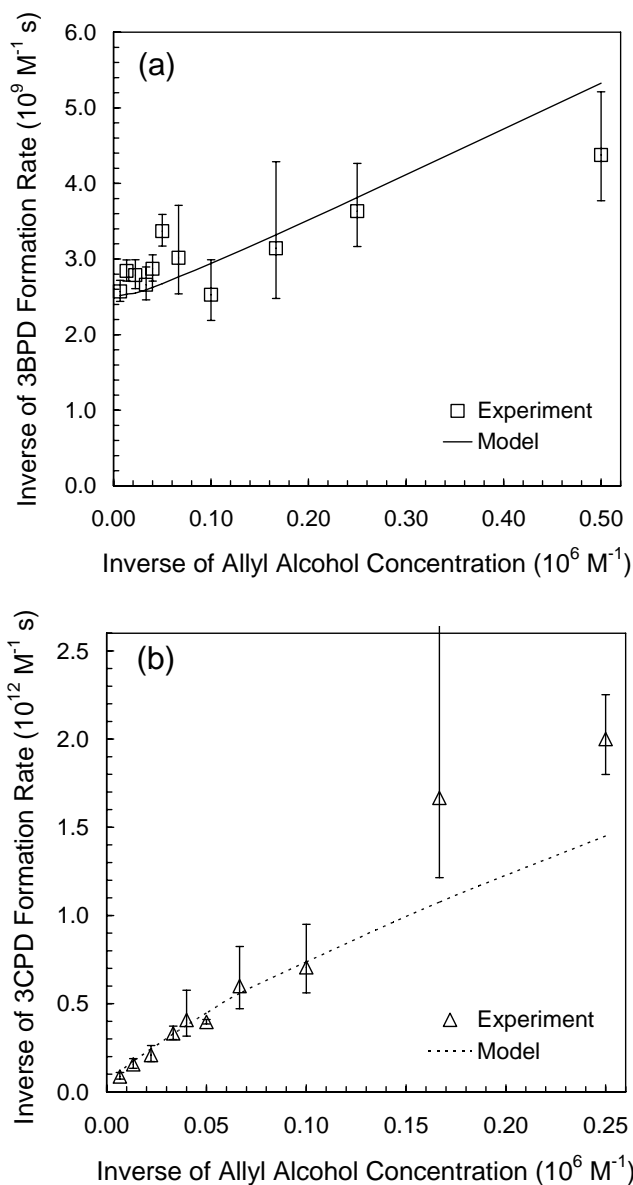 (a)
Inverse of 3BPD Formation Rate (10⁹ M⁻¹ s)
6.0
5.0
4.0
3.0
2.0
1.0
0.0
Experiment
Model
0.00 0.10 0.20 0.30 0.40 0.50
Inverse of Allyl Alcohol Concentration (10⁶ M⁻¹)
(b)
Inverse of 3CPD Formation Rate (10¹² M⁻¹ s)
2.5
2.0
1.5
1.0
0.5
0.0
Experiment
Model
0.00 0.05 0.10 0.15 0.20 0.25
Inverse of Allyl Alcohol Concentration (10⁶ M⁻¹)